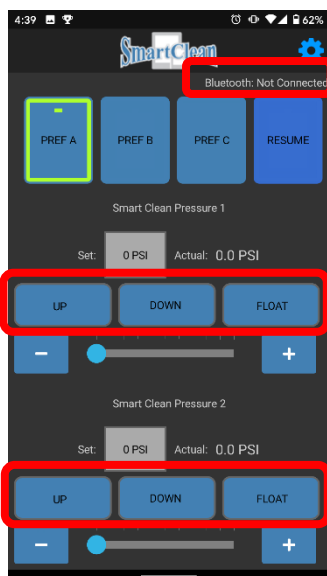 4:39 62%
SmartClean
Bluetooth: Not Connected
PREF A PREF B PREF C RESUME
Smart Clean Pressure 1
Set: 0 PSI Actual: 0.0 PSI
UP DOWN FLOAT
− +
Smart Clean Pressure 2
Set: 0 PSI Actual: 0.0 PSI
UP DOWN FLOAT
− +